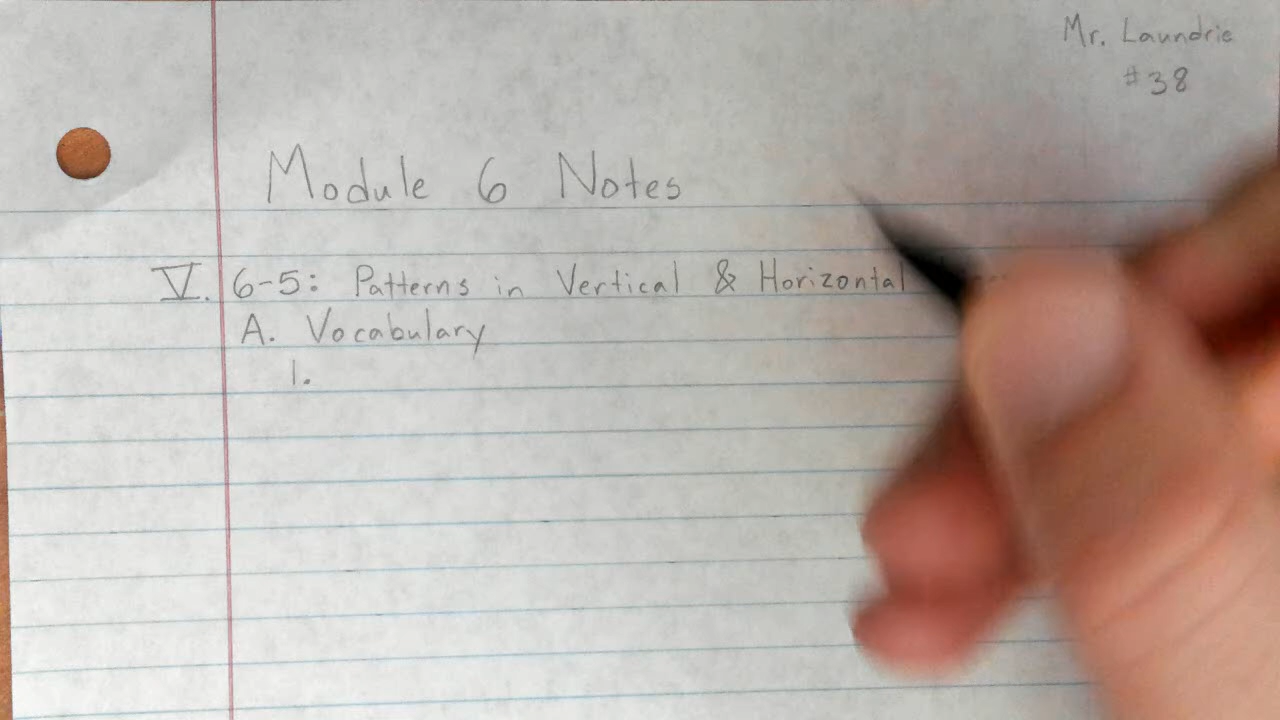 Mr. Laundrie
#38
Module 6 Notes
V. 6-5: Patterns in Vertical & Horizontal
A. Vocabulary
1.